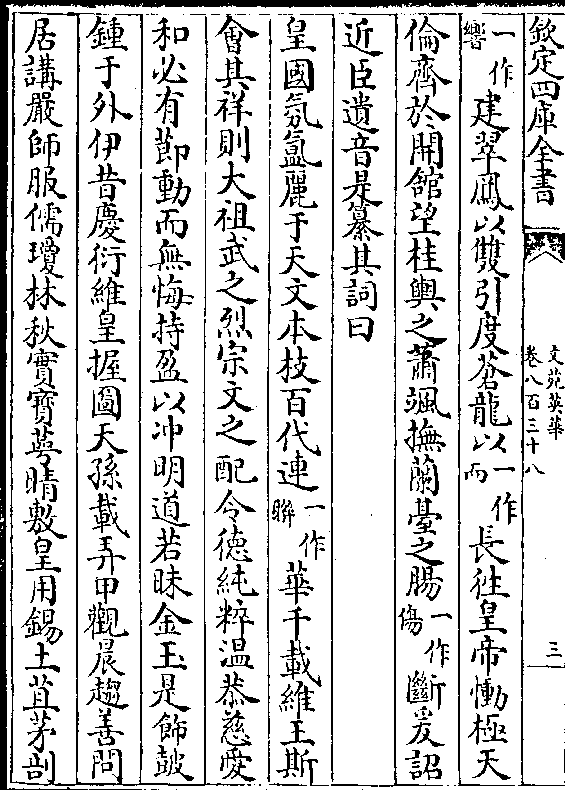 欽定四庫全書
文苑英華
卷八百三十八
三
一作響建翠鳳以雙引度蒼龍以一作而長徃皇帝慟極天
倫齊於開舘望桂輿之蕭颯撫蘭臺之腸一作傷斷爰詔
近臣遺音是纂其詞曰
皇國氛氳麗于天文本枝百代連一作聯華千載維王斯
會其祥則大祖武之烈宗文之配令德純粹温恭慈愛
和必有節動而無悔持盈以冲明道若昧金玉是飾鼓
鍾于外伊昔慶衍維皇握圖天孫載弄甲觀晨趨善問
居講嚴師服儒瓊林秋實寳蕚晴敷皇用錫土苴茅剖